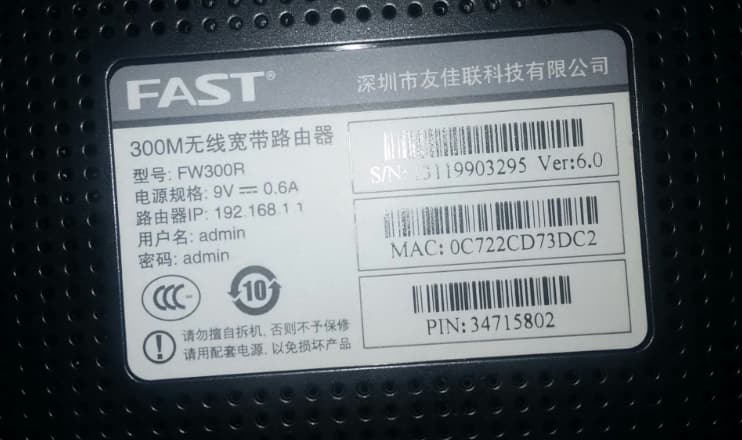 FAST®
深圳市友佳联科技有限公司
300M无线宽带路由器
型号: FW300R
电源规格: 9V ⎓ 0.6A
路由器IP: 192.168.1.1
用户名: admin
密码: admin
CCC
10
请勿擅自拆机, 否则不予保修
请用配套电源, 以免损坏产品
S/N: 13119903295 Ver:6.0
MAC: 0C722CD73DC2
PIN: 34715802